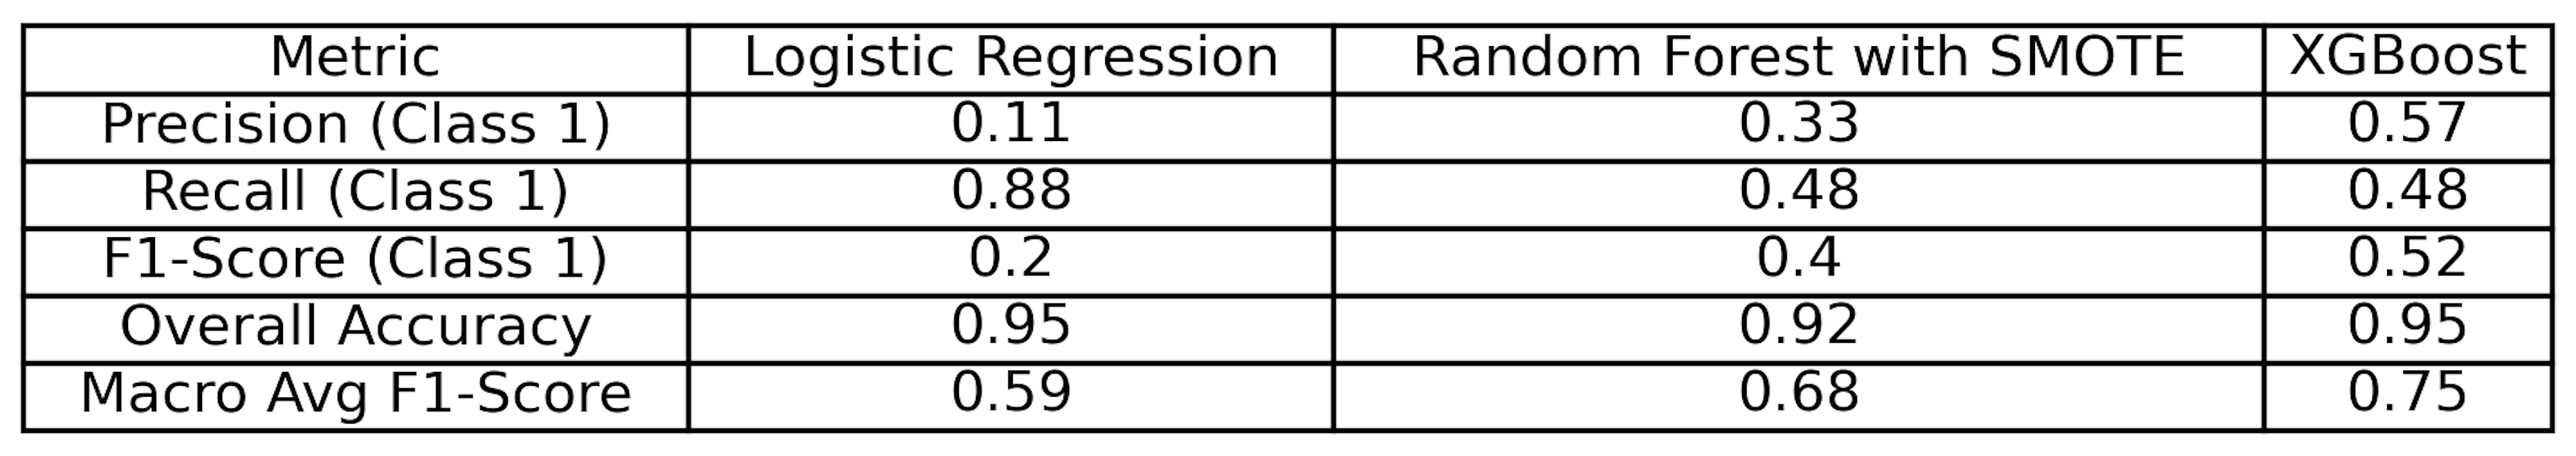 Metric Logistic Regression Random Forest with SMOTE XGBoost
Precision (Class 1) 0.11 0.33 0.57
Recall (Class 1) 0.88 0.48 0.48
F1-Score (Class 1) 0.2 0.4 0.52
Overall Accuracy 0.95 0.92 0.95
Macro Avg F1-Score 0.59 0.68 0.75